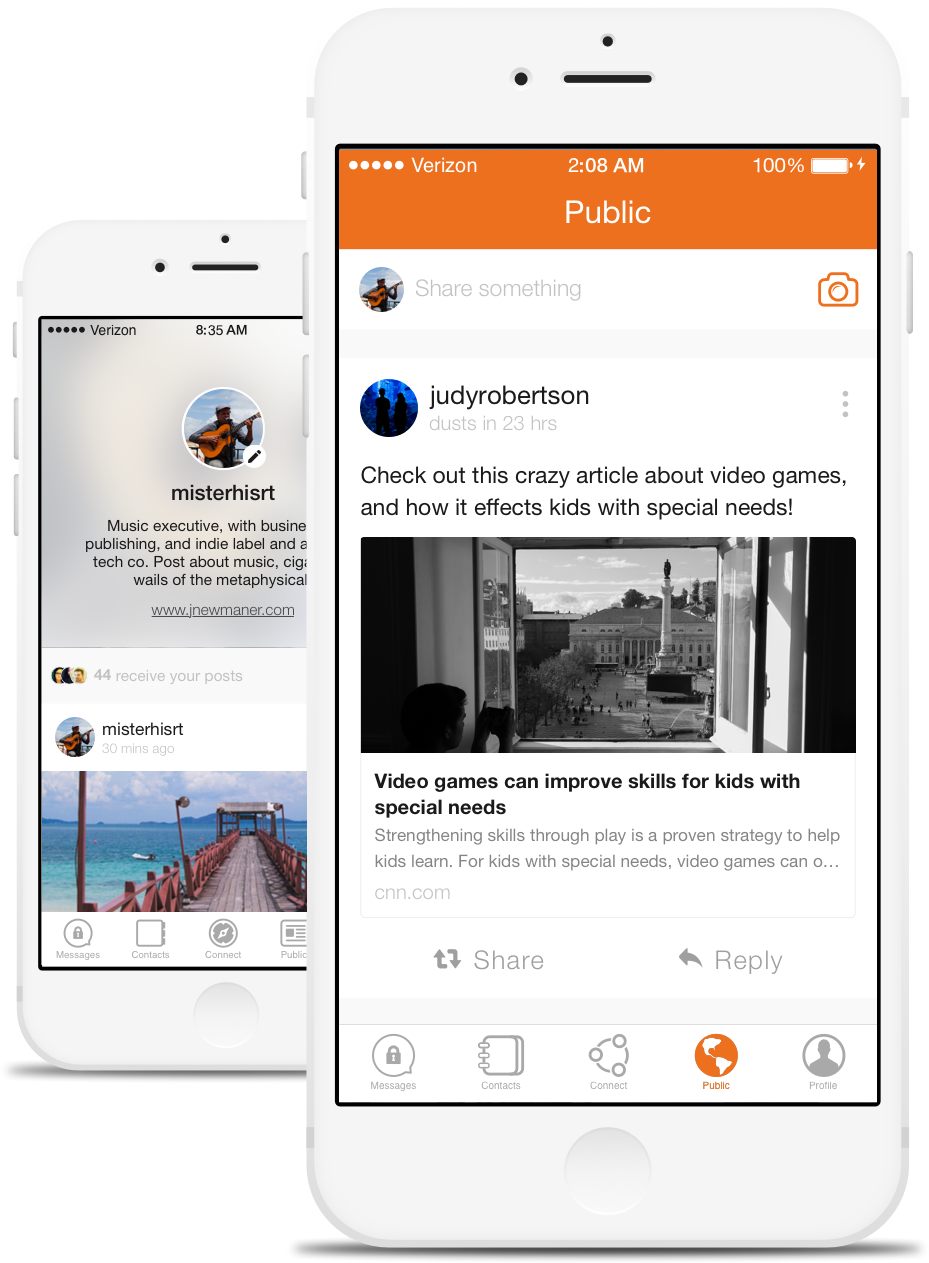 Verizon 8:35 AM
misterhisrt
Music executive, with busine
publishing, and indie label and a
tech co. Post about music, ciga
wails of the metaphysical
www.jnewmaner.com
44 receive your posts
misterhisrt
30 mins ago
Messages Contacts Connect Public
Verizon 2:08 AM 100%
Public
Share something
judyrobertson
dusts in 23 hrs
Check out this crazy article about video games,
and how it effects kids with special needs!
Video games can improve skills for kids with
special needs
Strengthening skills through play is a proven strategy to help
kids learn. For kids with special needs, video games can o...
cnn.com
Share Reply
Messages Contacts Connect Public Profile